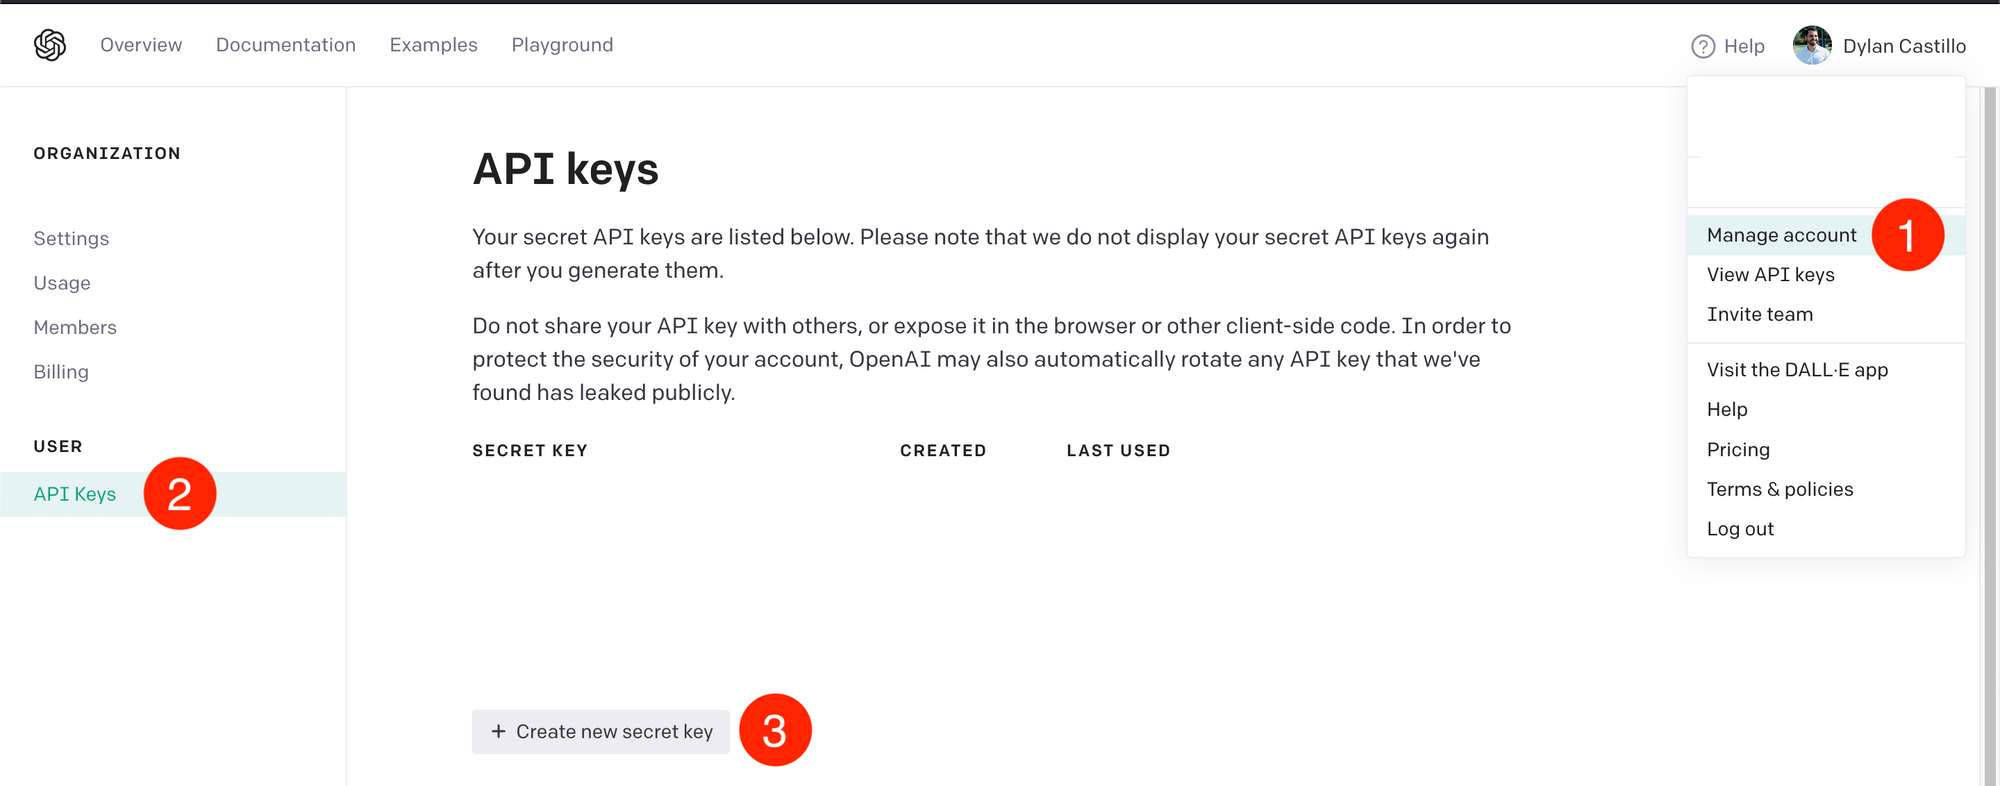 Overview Documentation Examples Playground
Help Dylan Castillo
ORGANIZATION
Settings
Usage
Members
Billing
USER
API Keys 2
API keys
Your secret API keys are listed below. Please note that we do not display your secret API keys again
after you generate them.
Do not share your API key with others, or expose it in the browser or other client-side code. In order to
protect the security of your account, OpenAI may also automatically rotate any API key that we've
found has leaked publicly.
SECRET KEY CREATED LAST USED
+ Create new secret key 3
Manage account 1
View API keys
Invite team
Visit the DALL·E app
Help
Pricing
Terms & policies
Log out